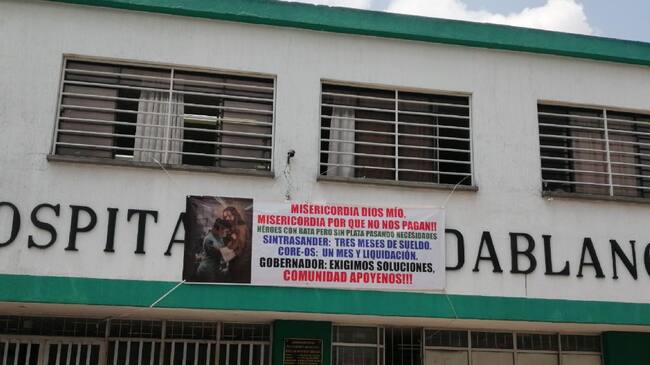 OSPITA
DABLANC
MISERICORDIA DIOS MÍO,
MISERICORDIA POR QUE NO NOS PAGAN!!
HÉROES CON BATA PERO SIN PLATA PASANDO NECESIDADES
SINTRASANDER: TRES MESES DE SUELDO.
CORE-OS: UN MES Y LIQUIDACIÓN.
GOBERNADOR: EXIGIMOS SOLUCIONES,
COMUNIDAD APOYENOS!!!